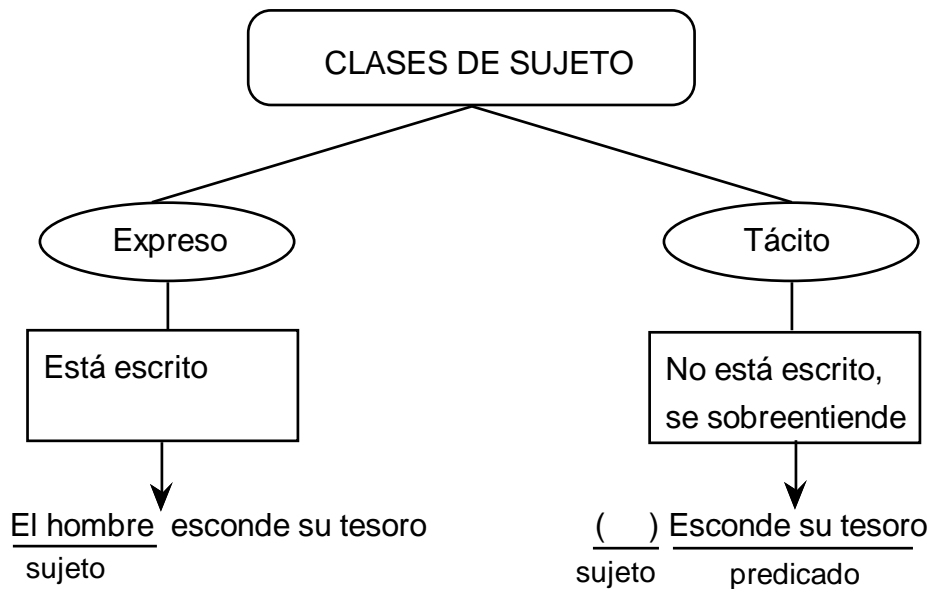 CLASES DE SUJETO
Expreso
Tácito
Está escrito
No está escrito,
se sobreentiende
El hombre esconde su tesoro
sujeto
( ) Esconde su tesoro
sujeto predicado